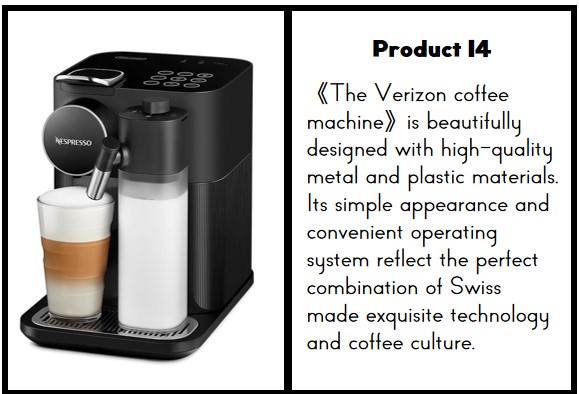 NESPRESSO
Product 14
《The Verizon coffee
machine》is beautifully
designed with high-quality
metal and plastic materials.
Its simple appearance and
convenient operating
system reflect the perfect
combination of Swiss
made exquisite technology
and coffee culture.